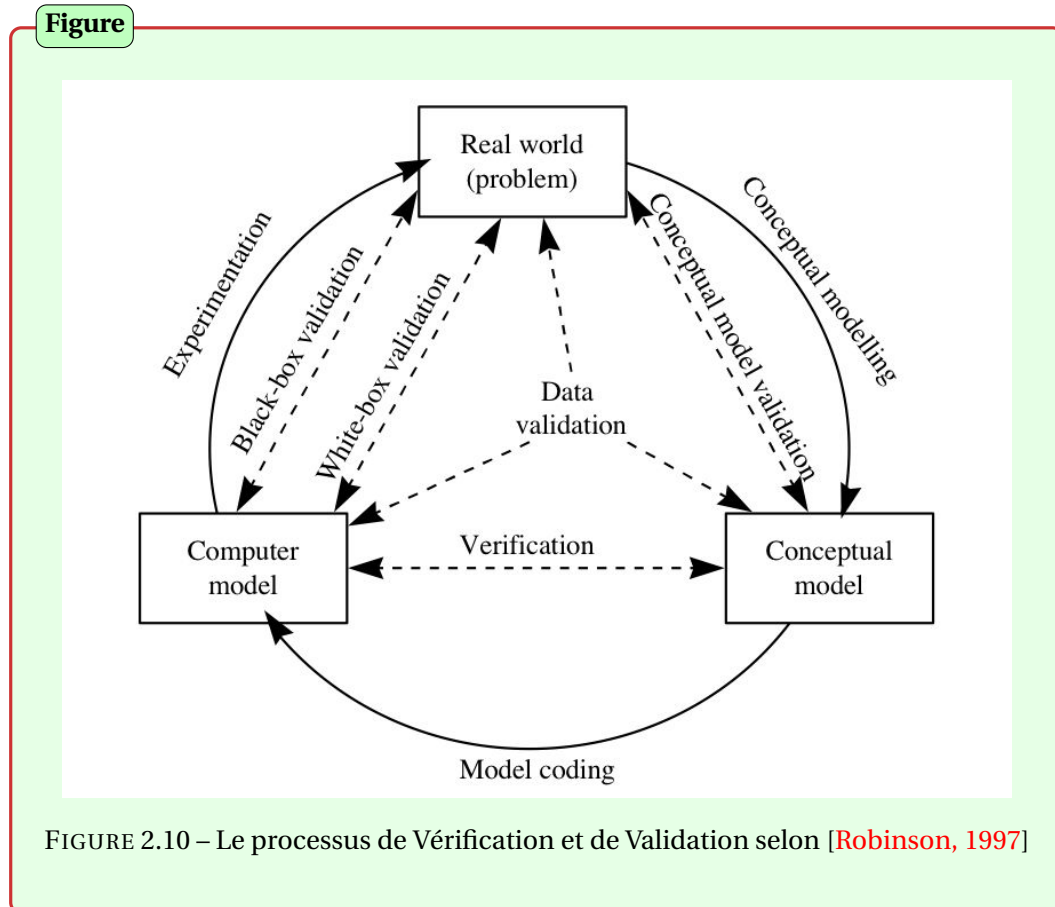 Figure
Real world
(problem)
Experimentation
Black-box validation
White-box validation
Conceptual model validation
Conceptual modelling
Data
validation
Computer
model
Verification
Conceptual
model
Model coding
FIGURE 2.10 – Le processus de Vérification et de Validation selon [Robinson, 1997]